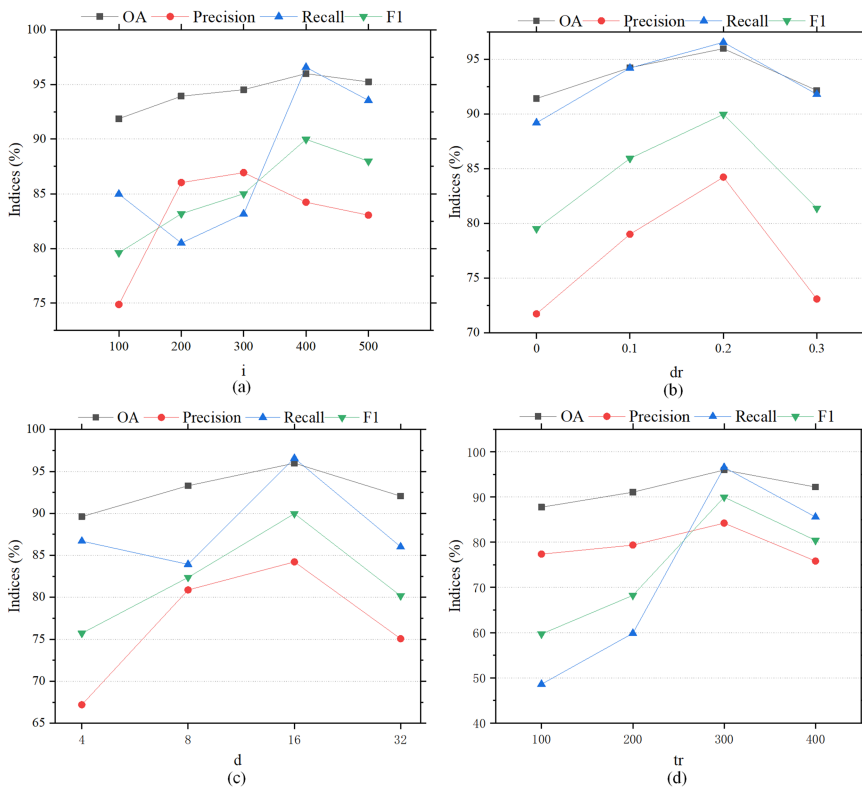 OA Precision Recall F1
100
95
90
85
80
75
Indices (%)
100 200 300 400 500
i
(a)
OA Precision Recall F1
95
90
85
80
75
70
Indices (%)
0 0.1 0.2 0.3
dr
(b)
OA Precision Recall F1
100
95
90
85
80
75
70
65
Indices (%)
4 8 16 32
d
(c)
OA Precision Recall F1
100
90
80
70
60
50
40
Indices (%)
100 200 300 400
tr
(d)